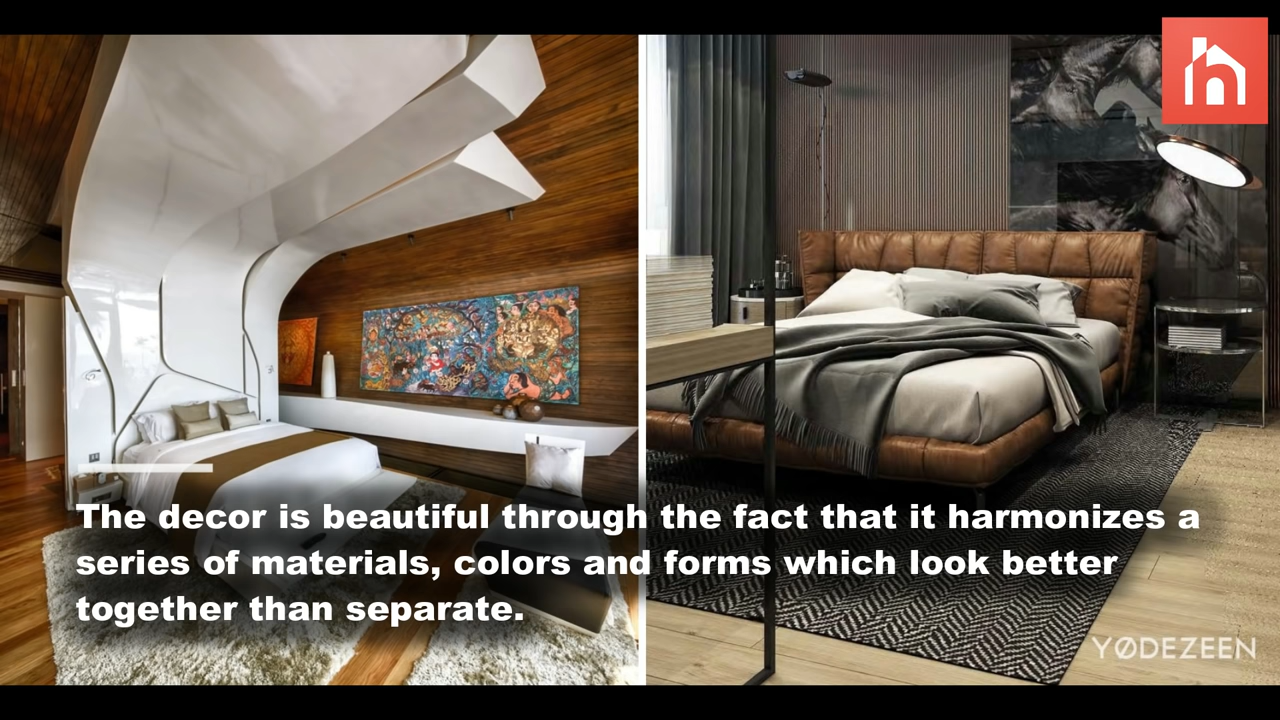 The decor is beautiful through the fact that it harmonizes a
series of materials, colors and forms which look better
together than separate.
YØDEZEEN